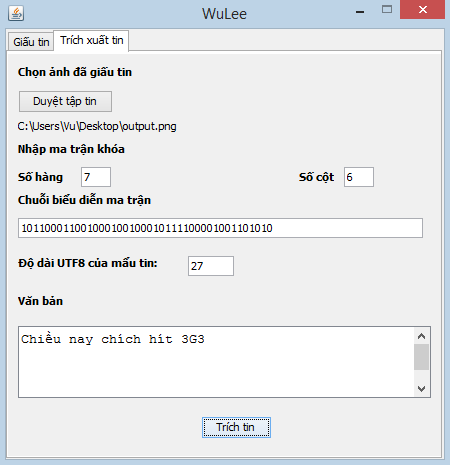 WuLee
Giấu tin Trích xuất tin
Chọn ảnh đã giấu tin
Duyệt tập tin
C:\Users\Vu\Desktop\output.png
Nhập ma trận khóa
Số hàng 7 Số cột 6
Chuỗi biểu diễn ma trận
101100011001000100100010111100001001101010
Độ dài UTF8 của mẩu tin: 27
Văn bản
Chiều nay chích hít 3G3
Trích tin